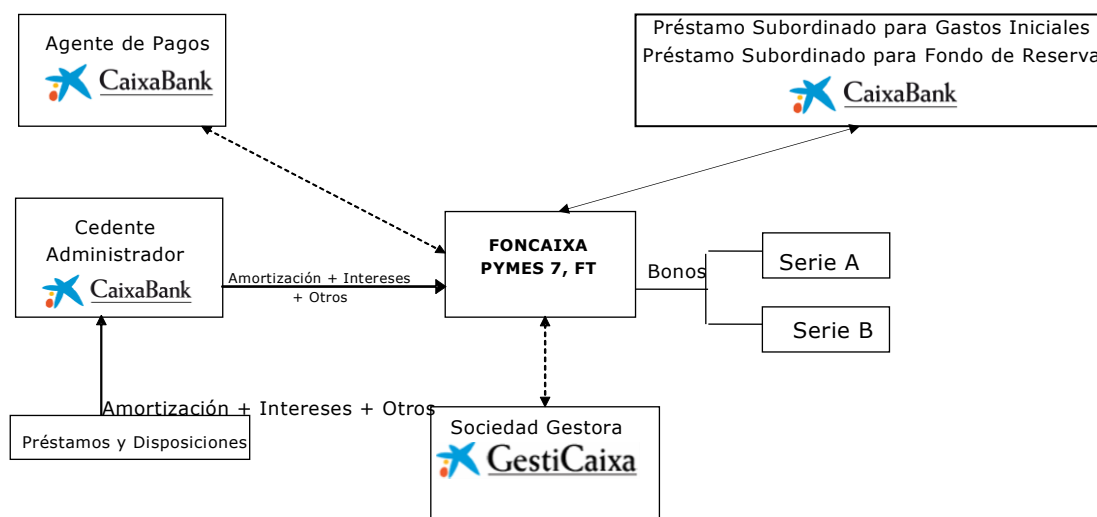 Agente de Pagos
CaixaBank
Préstamo Subordinado para Gastos Iniciales
Préstamo Subordinado para Fondo de Reserva
CaixaBank
Cedente
Administrador
CaixaBank
Amortización + Intereses
+ Otros
FONCAIXA
PYMES 7, FT
Bonos
Serie A
Serie B
Amortización + Intereses + Otros
Préstamos y Disposiciones
Sociedad Gestora
GestiCaixa